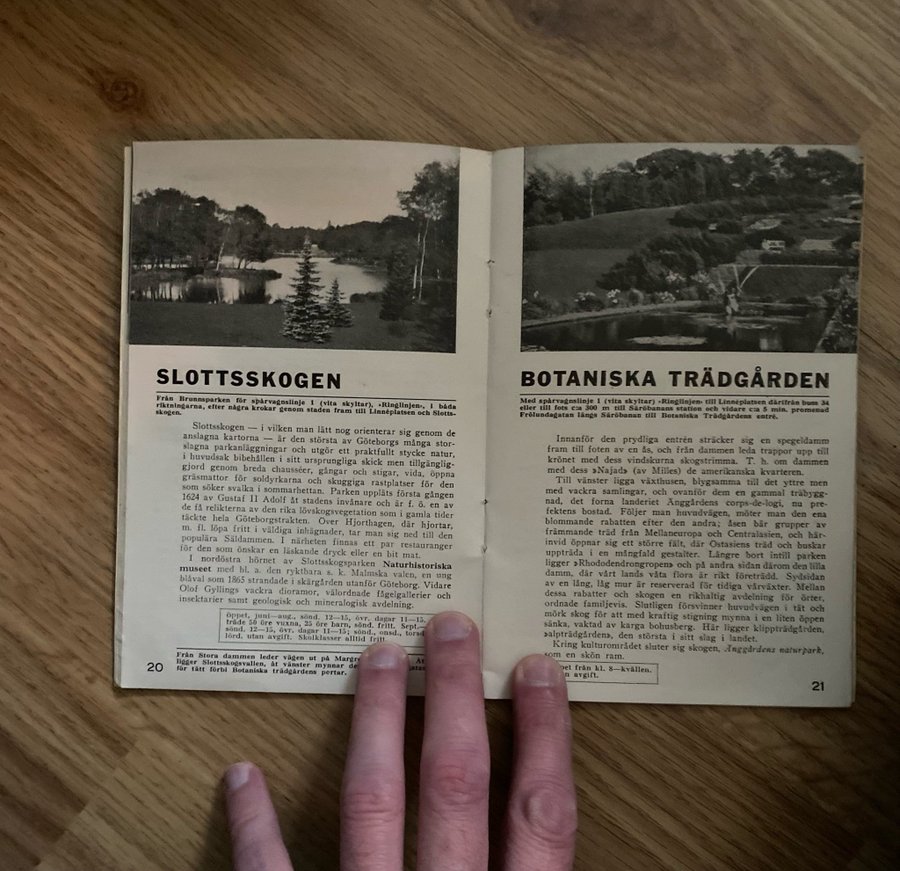 SLOTTSSKOGEN
Från Brunnsparken för spårvagnslinje 1 (vita skyltar), »Ringlinjen», i båda
riktningarna, efter några krokar genom staden fram till Linnéplatsen och Slotts-
skogen.
Slottsskogen — i vilken man lätt nog orienterar sig genom de
anslagna kartorna — är den största av Göteborgs många stor-
slagna parkanläggningar och utgör ett praktfullt stycke natur,
i huvudsak bibehållen i sitt ursprungliga skick men tillgänglig-
gjord genom breda chausséer, gångar och stigar, vida, öppna
gräsmattor för soldyrkarna och skuggiga rastplatser för den
som söker svalka i sommarhettan. Parken uppläts första gången
1624 av Gustaf II Adolf åt stadens invånare och är f. ö. en av
de få relikterna av den rika lövskogsvegetation som i gamla tider
täckte hela Göteborgstrakten. Over Hjorthagen, där hjortar,
m. fl. löpa fritt i väldiga inhägnader, tar man sig ned till den
populära Säldammen. I närheten finnas ett par restauranger
för den som önskar en läskande dryck eller en bit mat.
I nordöstra hörnet av Slottsskogsparken Naturhistoriska
museet med bl. a. den ryktbara s. k. Malmska valen, en ung
blåval som 1865 strandade i skärgården utanför Göteborg. Vidare
Olof Gyllings vackra dioramor, välordnade fågelgallerier och
insektarier samt geologisk och mineralogisk avdelning.
öppet, juni—aug., sönd. 12—15, övr. dagar 11—15.
träde 50 öre vuxna, 25 öre barn, sönd. fritt. Sept.—
sönd. 12—15, övr. dagar 11—15; sönd., onsd., torsd
lörd. utan avgift. Skolklasser alltid
Från Stora dammen leder vägen ut på Margre At
ligger Slottsskogsvallen, åt vänster mynnar de
för tätt förbi Botaniska trädgårdens portar.
20
BOTANISKA TRÄDGÅRDEN
Med spårvagnslinje 1 (vita skyltar) »Ringlinjen» till Linnéplatsen därifrån buss 34
eller till fots c:a 300 m till Säröbanans station och vidare c:a 5 min. promenad
Frölundagatan längs Säröbanan till Botaniska Trädgårdens entré.
Innanför den prydliga entrén sträcker sig en spegeldamm
fram till foten av en ås, och från dammen leda trappor upp till
krönet med dess vindskurna skogstrimma. T. h. om dammen
med dess »Najad» (av Milles) de amerikanska kvarteren.
Till vänster ligga växthusen, blygsamma till det yttre men
med vackra samlingar, och ovanför dem en gammal träbygg-
nad, det forna landeriet Änggårdens corps-de-logi, nu pre-
fektens bostad. Följer man huvudvägen, möter man den ena
blommande rabatten efter den andra; åsen bär grupper av
främmande träd från Mellaneuropa och Centralasien, och här-
invid öppnar sig ett större fält, där Ostasiens träd och buskar
uppträda i en mångfald gestalter. Längre bort intill parken
ligger »Rhododendrongropen» och på andra sidan därom den lilla
damm, där vårt lands våta flora är rikt företrädd. Sydsidan
av en lång, låg mur är reserverad för tidiga vårväxter. Mellan
dessa rabatter och skogen en rikhaltig avdelning för örter,
ordnade familjevis. Slutligen försvinner huvudvägen i tät och
mörk skog för att med kraftig stigning mynna i en liten öppen
sänka, vaktad av karga bohusberg. Här ligger klippträdgården,
»alpträdgården», den största i sitt slag i landet.
Kring kulturområdet sluter sig skogen, Änggårdens naturpark,
som en skön ram.
pet från kl. 8—kvällen.
n avgift.
21